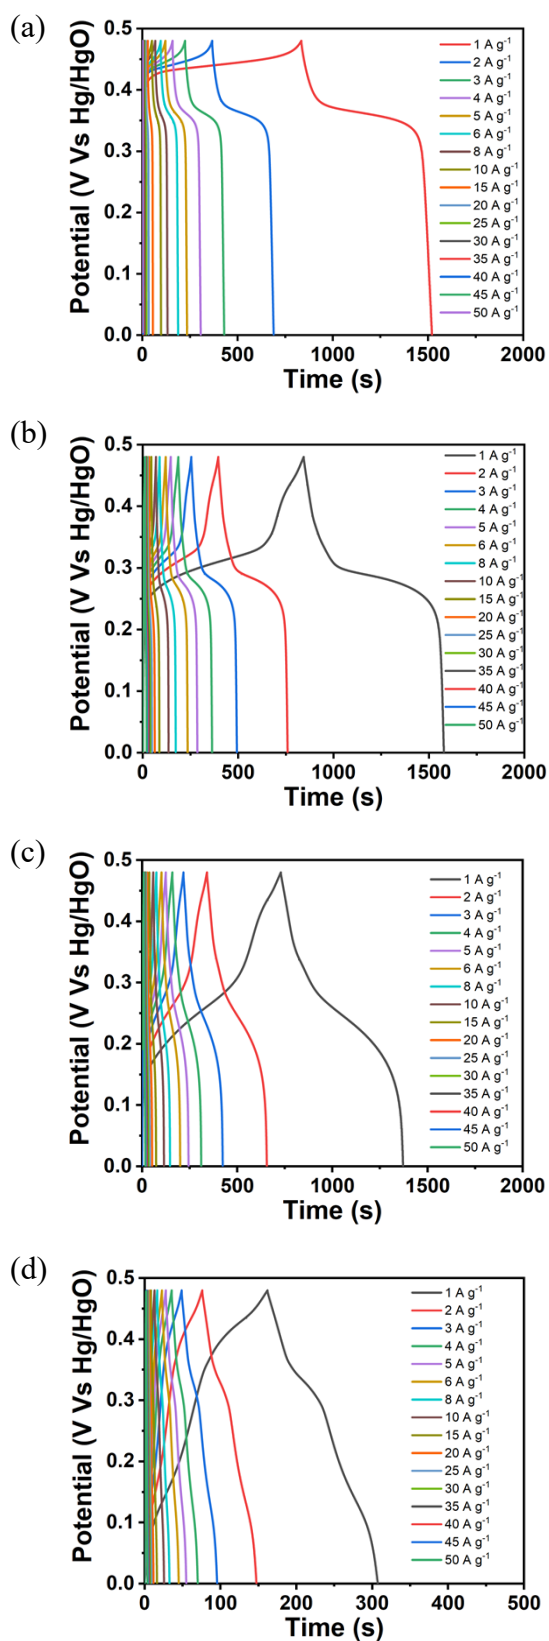 (a)
Potential (V Vs Hg/HgO)
0.5
0.4
0.3
0.2
0.1
0.0
1 A g-1
2 A g-1
3 A g-1
4 A g-1
5 A g-1
6 A g-1
8 A g-1
10 A g-1
15 A g-1
20 A g-1
25 A g-1
30 A g-1
35 A g-1
40 A g-1
45 A g-1
50 A g-1
0 500 1000 1500 2000
Time (s)
(b)
Potential (V Vs Hg/HgO)
0.5
0.4
0.3
0.2
0.1
0.0
1 A g-1
2 A g-1
3 A g-1
4 A g-1
5 A g-1
6 A g-1
8 A g-1
10 A g-1
15 A g-1
20 A g-1
25 A g-1
30 A g-1
35 A g-1
40 A g-1
45 A g-1
50 A g-1
0 500 1000 1500 2000
Time (s)
(c)
Potential (V Vs Hg/HgO)
0.5
0.4
0.3
0.2
0.1
0.0
1 A g-1
2 A g-1
3 A g-1
4 A g-1
5 A g-1
6 A g-1
8 A g-1
10 A g-1
15 A g-1
20 A g-1
25 A g-1
30 A g-1
35 A g-1
40 A g-1
45 A g-1
50 A g-1
0 500 1000 1500 2000
Time (s)
(d)
Potential (V Vs Hg/HgO)
0.5
0.4
0.3
0.2
0.1
0.0
1 A g-1
2 A g-1
3 A g-1
4 A g-1
5 A g-1
6 A g-1
8 A g-1
10 A g-1
15 A g-1
20 A g-1
25 A g-1
30 A g-1
35 A g-1
40 A g-1
45 A g-1
50 A g-1
0 100 200 300 400 500
Time (s)